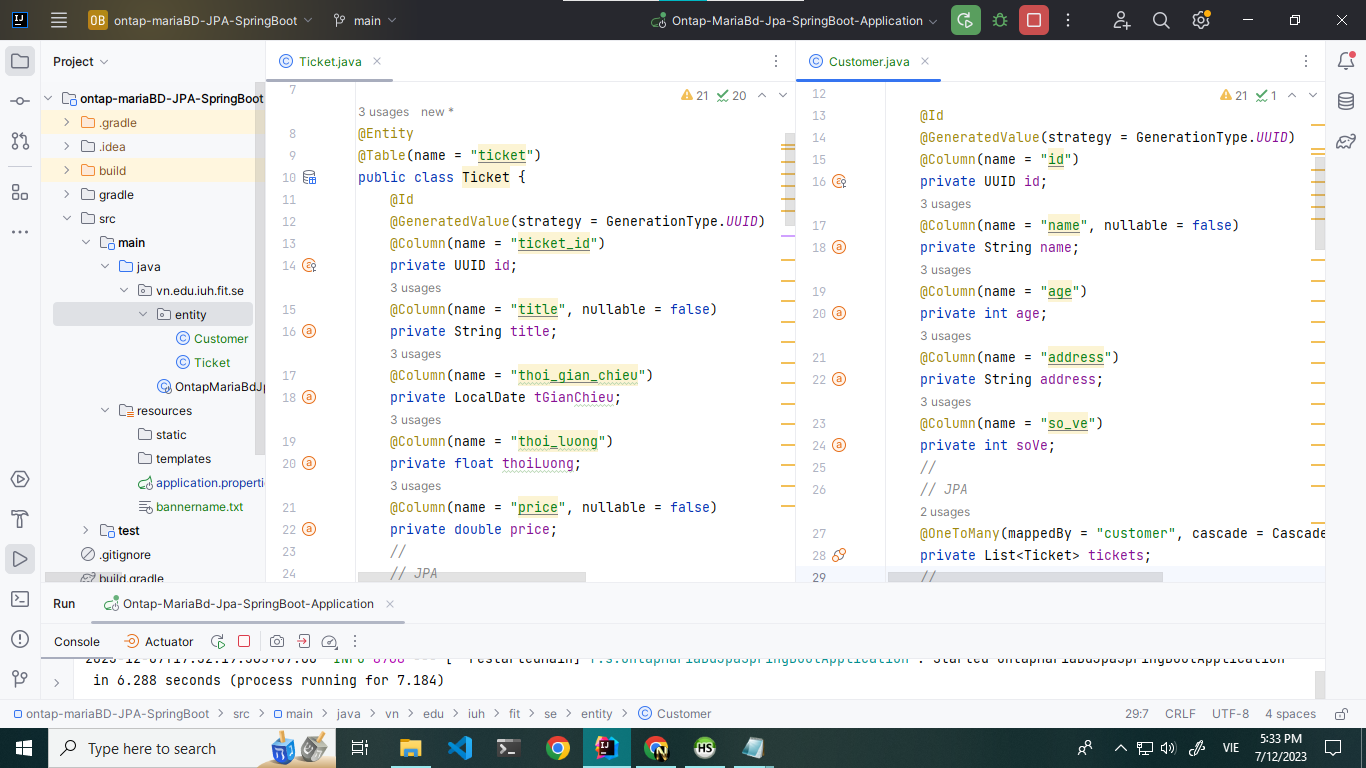 OB ontap-mariaBD-JPA-SpringBoot main Ontap-MariaBd-Jpa-SpringBoot-Application
Project
ontap-mariaBD-JPA-SpringBoot
.gradle
.idea
build
gradle
src
main
java
vn.edu.iuh.fit.se
entity
Customer
Ticket
OntapMariaBdJp
resources
static
templates
application.properti
bannername.txt
test
.gitignore
build.gradle
Ticket.java
21 20
7
3 usages new *
8 @Entity
9 @Table(name = "ticket")
10 public class Ticket {
11 @Id
12 @GeneratedValue(strategy = GenerationType.UUID)
13 @Column(name = "ticket_id")
14 private UUID id;
3 usages
15 @Column(name = "title", nullable = false)
16 private String title;
3 usages
17 @Column(name = "thoi_gian_chieu")
18 private LocalDate tGianChieu;
3 usages
19 @Column(name = "thoi_luong")
20 private float thoiLuong;
3 usages
21 @Column(name = "price", nullable = false)
22 private double price;
23 //
24 // JPA
Customer.java
21 1
12
13 @Id
14 @GeneratedValue(strategy = GenerationType.UUID)
15 @Column(name = "id")
16 private UUID id;
3 usages
17 @Column(name = "name", nullable = false)
18 private String name;
3 usages
19 @Column(name = "age")
20 private int age;
3 usages
21 @Column(name = "address")
22 private String address;
3 usages
23 @Column(name = "so_ve")
24 private int soVe;
25 //
26 // JPA
2 usages
27 @OneToMany(mappedBy = "customer", cascade = Cascade
28 private List<Ticket> tickets;
29 //
Run Ontap-MariaBd-Jpa-SpringBoot-Application
Console Actuator
in 6.288 seconds (process running for 7.184)
ontap-mariaBD-JPA-SpringBoot > src > main > java > vn > edu > iuh > fit > se > entity > Customer 29:7 CRLF UTF-8 4 spaces
Type here to search
HS
VIE
5:33 PM
7/12/2023